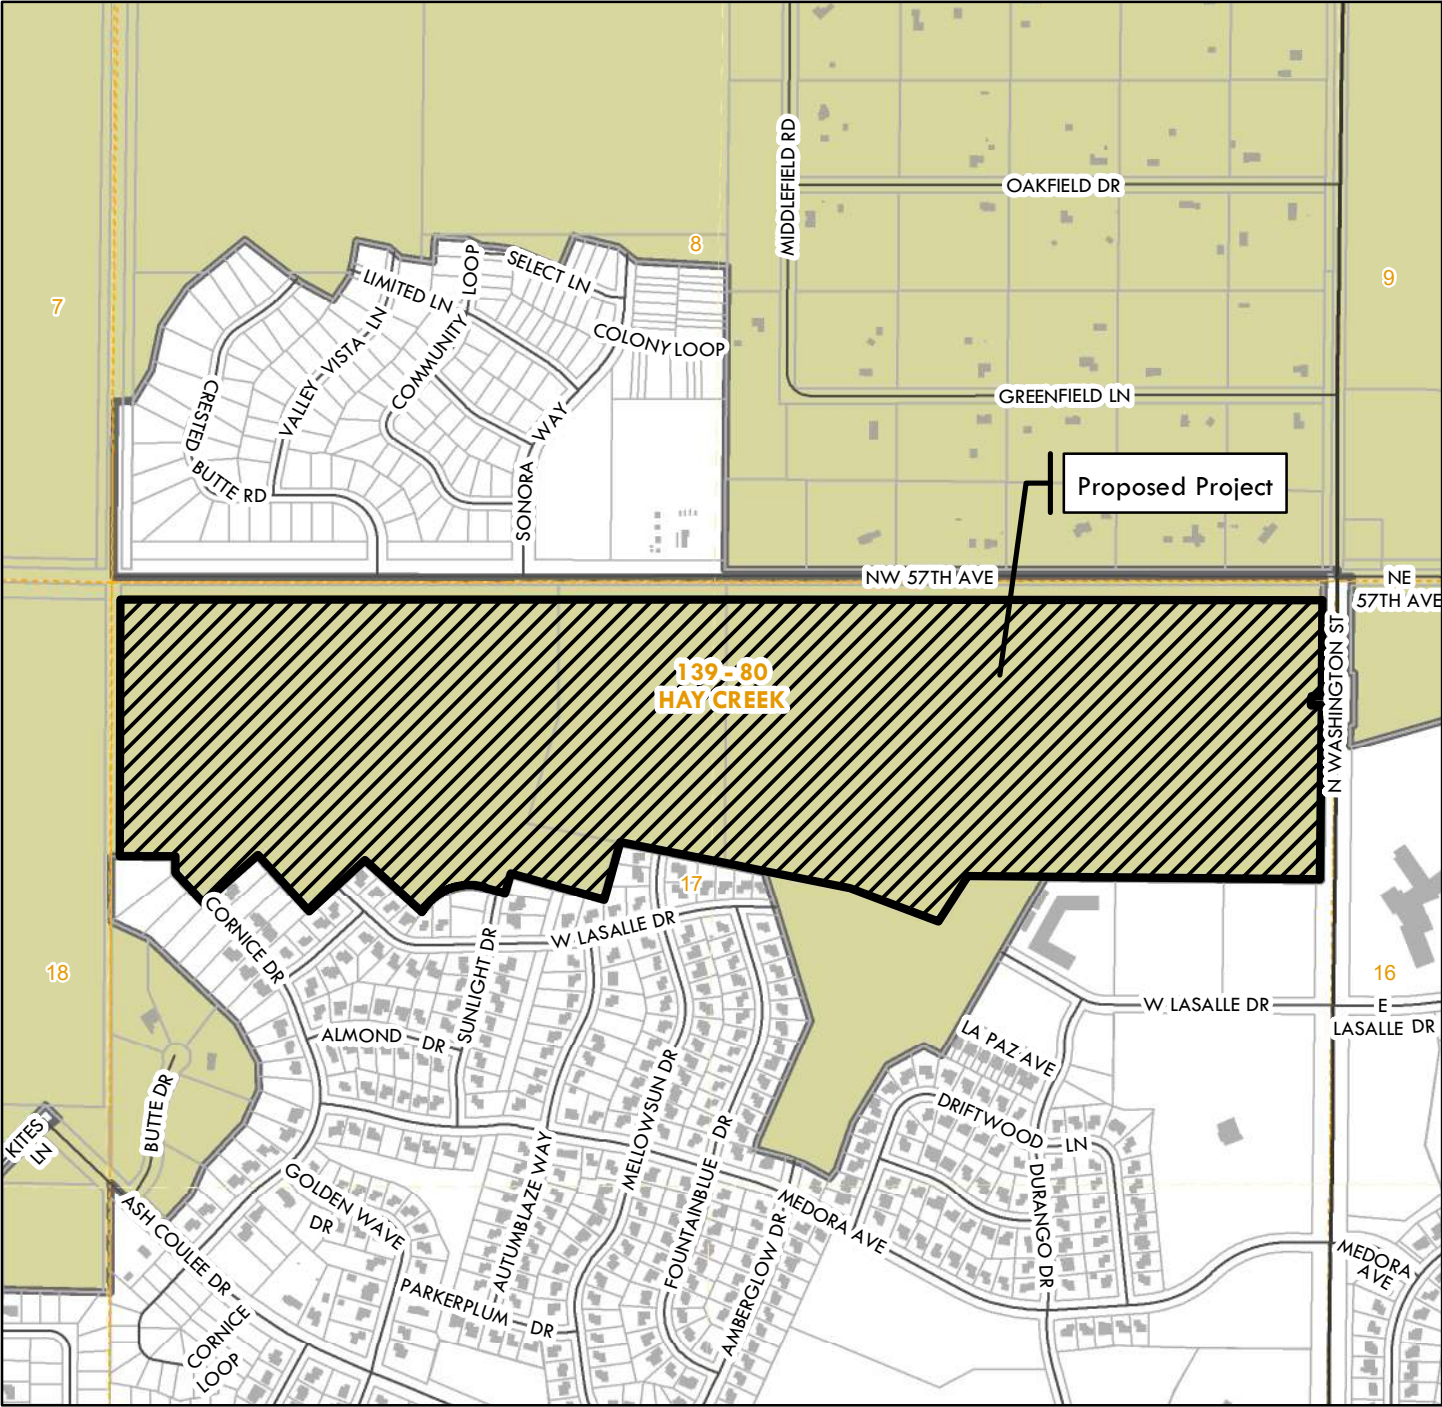 MIDDLEFIELD RD
OAKFIELD DR
8
9
7
LIMITED LN
SELECT LN
COMMUNITY LOOP
COLONY LOOP
VALLEY VISTA LN
CRESTED
BUTTE RD
SONORA WAY
GREENFIELD LN
Proposed Project
NW 57TH AVE
NE
57TH AVE
N WASHINGTON ST
139 - 80
HAY CREEK
17
CORNICE DR
W LASALLE DR
SUNLIGHT DR
18
16
W LASALLE DR
E
LASALLE DR
ALMOND DR
LA PAZ AVE
BUTTE DR
KITES
LN
MELLOWSUN DR
DRIFTWOOD LN
AUTUMBLAZE WAY
FOUNTAINBLUE DR
DURANGO DR
GOLDEN WAVE
DR
ASH COULEE DR
AMBERGLOW DR
MEDORA AVE
MEDORA
AVE
PARKERPLUM DR
CORNICE
LOOP